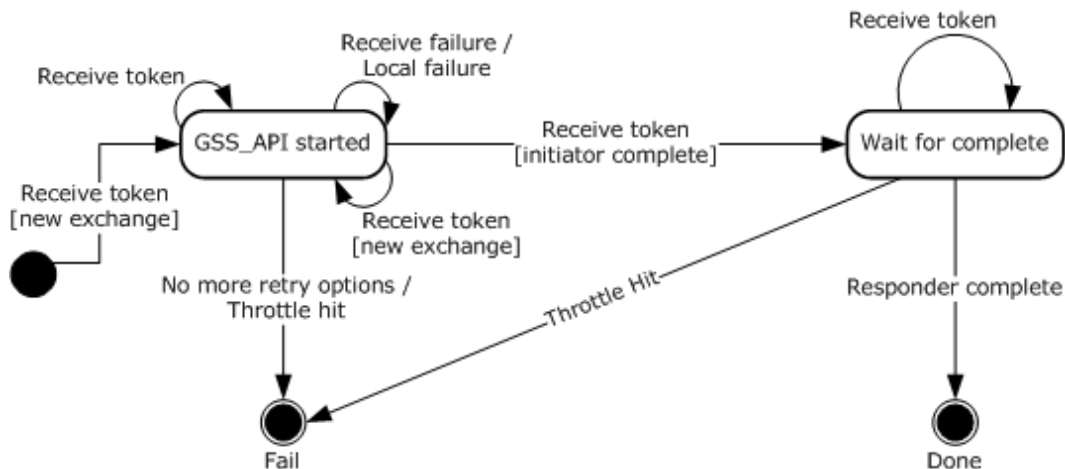 Receive token
Receive failure /
Local failure
Receive token
GSS_API started
Receive token
[initiator complete]
Wait for complete
Receive token
[new exchange]
Receive token
[new exchange]
No more retry options /
Throttle hit
Throttle Hit
Responder complete
Fail
Done